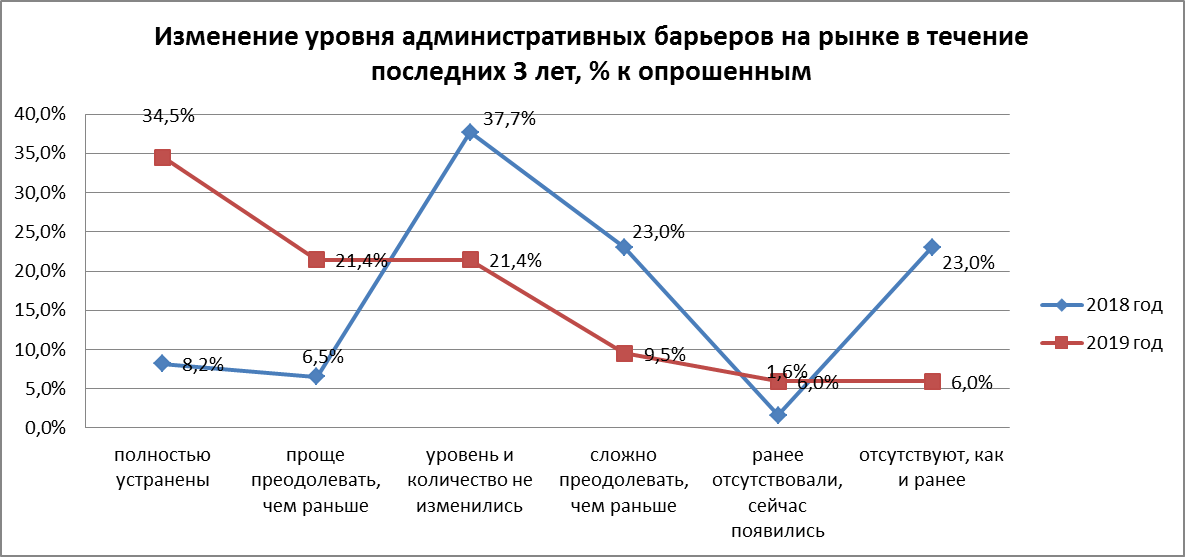 Изменение уровня административных барьеров на рынке в течение
последних 3 лет, % к опрошенным
40,0%
35,0%
30,0%
25,0%
20,0%
15,0%
10,0%
5,0%
0,0%
34,5%
21,4%
21,4%
9,5%
6,0%
6,0%
8,2%
6,5%
37,7%
23,0%
1,6%
23,0%
полностью
устранены
проще
преодолевать,
чем раньше
уровень и
количество не
изменились
сложно
преодолевать,
чем раньше
ранее
отсутствовали,
сейчас
появились
отсутствуют, как
и ранее
2018 год
2019 год